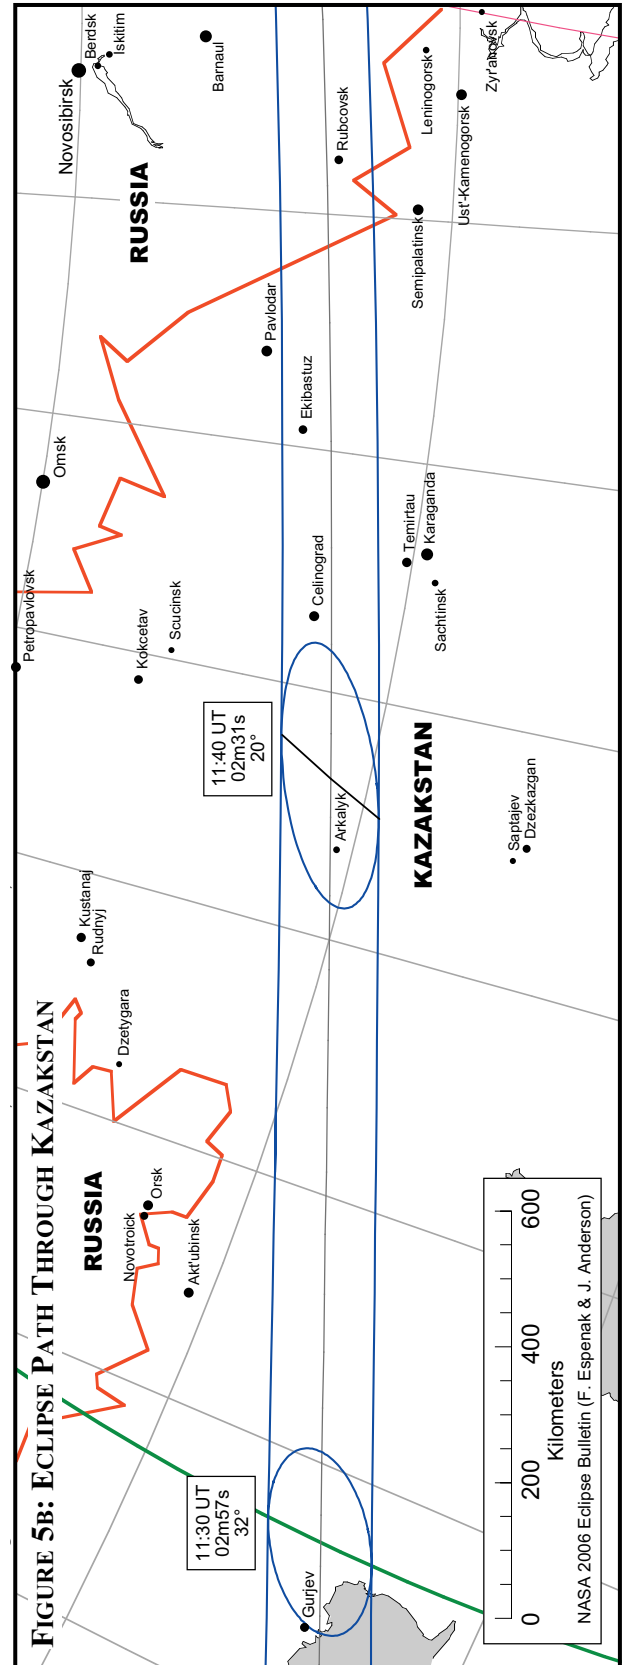 FIGURE 5B: ECLIPSE PATH THROUGH KAZAKSTAN
Petropavlovsk
Omsk
Novosibirsk
Berdsk
Iskitim
Barnaul
RUSSIA
Kustanaj
Rudnyj
Kokcetav
Scucinsk
Dzetygara
RUSSIA
Novotroick
Orsk
Akt'ubinsk
11:30 UT
02m57s
32°
11:40 UT
02m31s
20°
Pavlodar
Ekibastuz
Celinograd
Rubcovsk
Gurjev
Arkalyk
Temirtau
Karaganda
Sachtinsk
Semipalatinsk
Leninogorsk
Ust'-Kamenogorsk
Zyr'anovsk
KAZAKSTAN
Saptajev
Dzezkazgan
0 200 400 600
Kilometers
NASA 2006 Eclipse Bulletin (F. Espenak & J. Anderson)